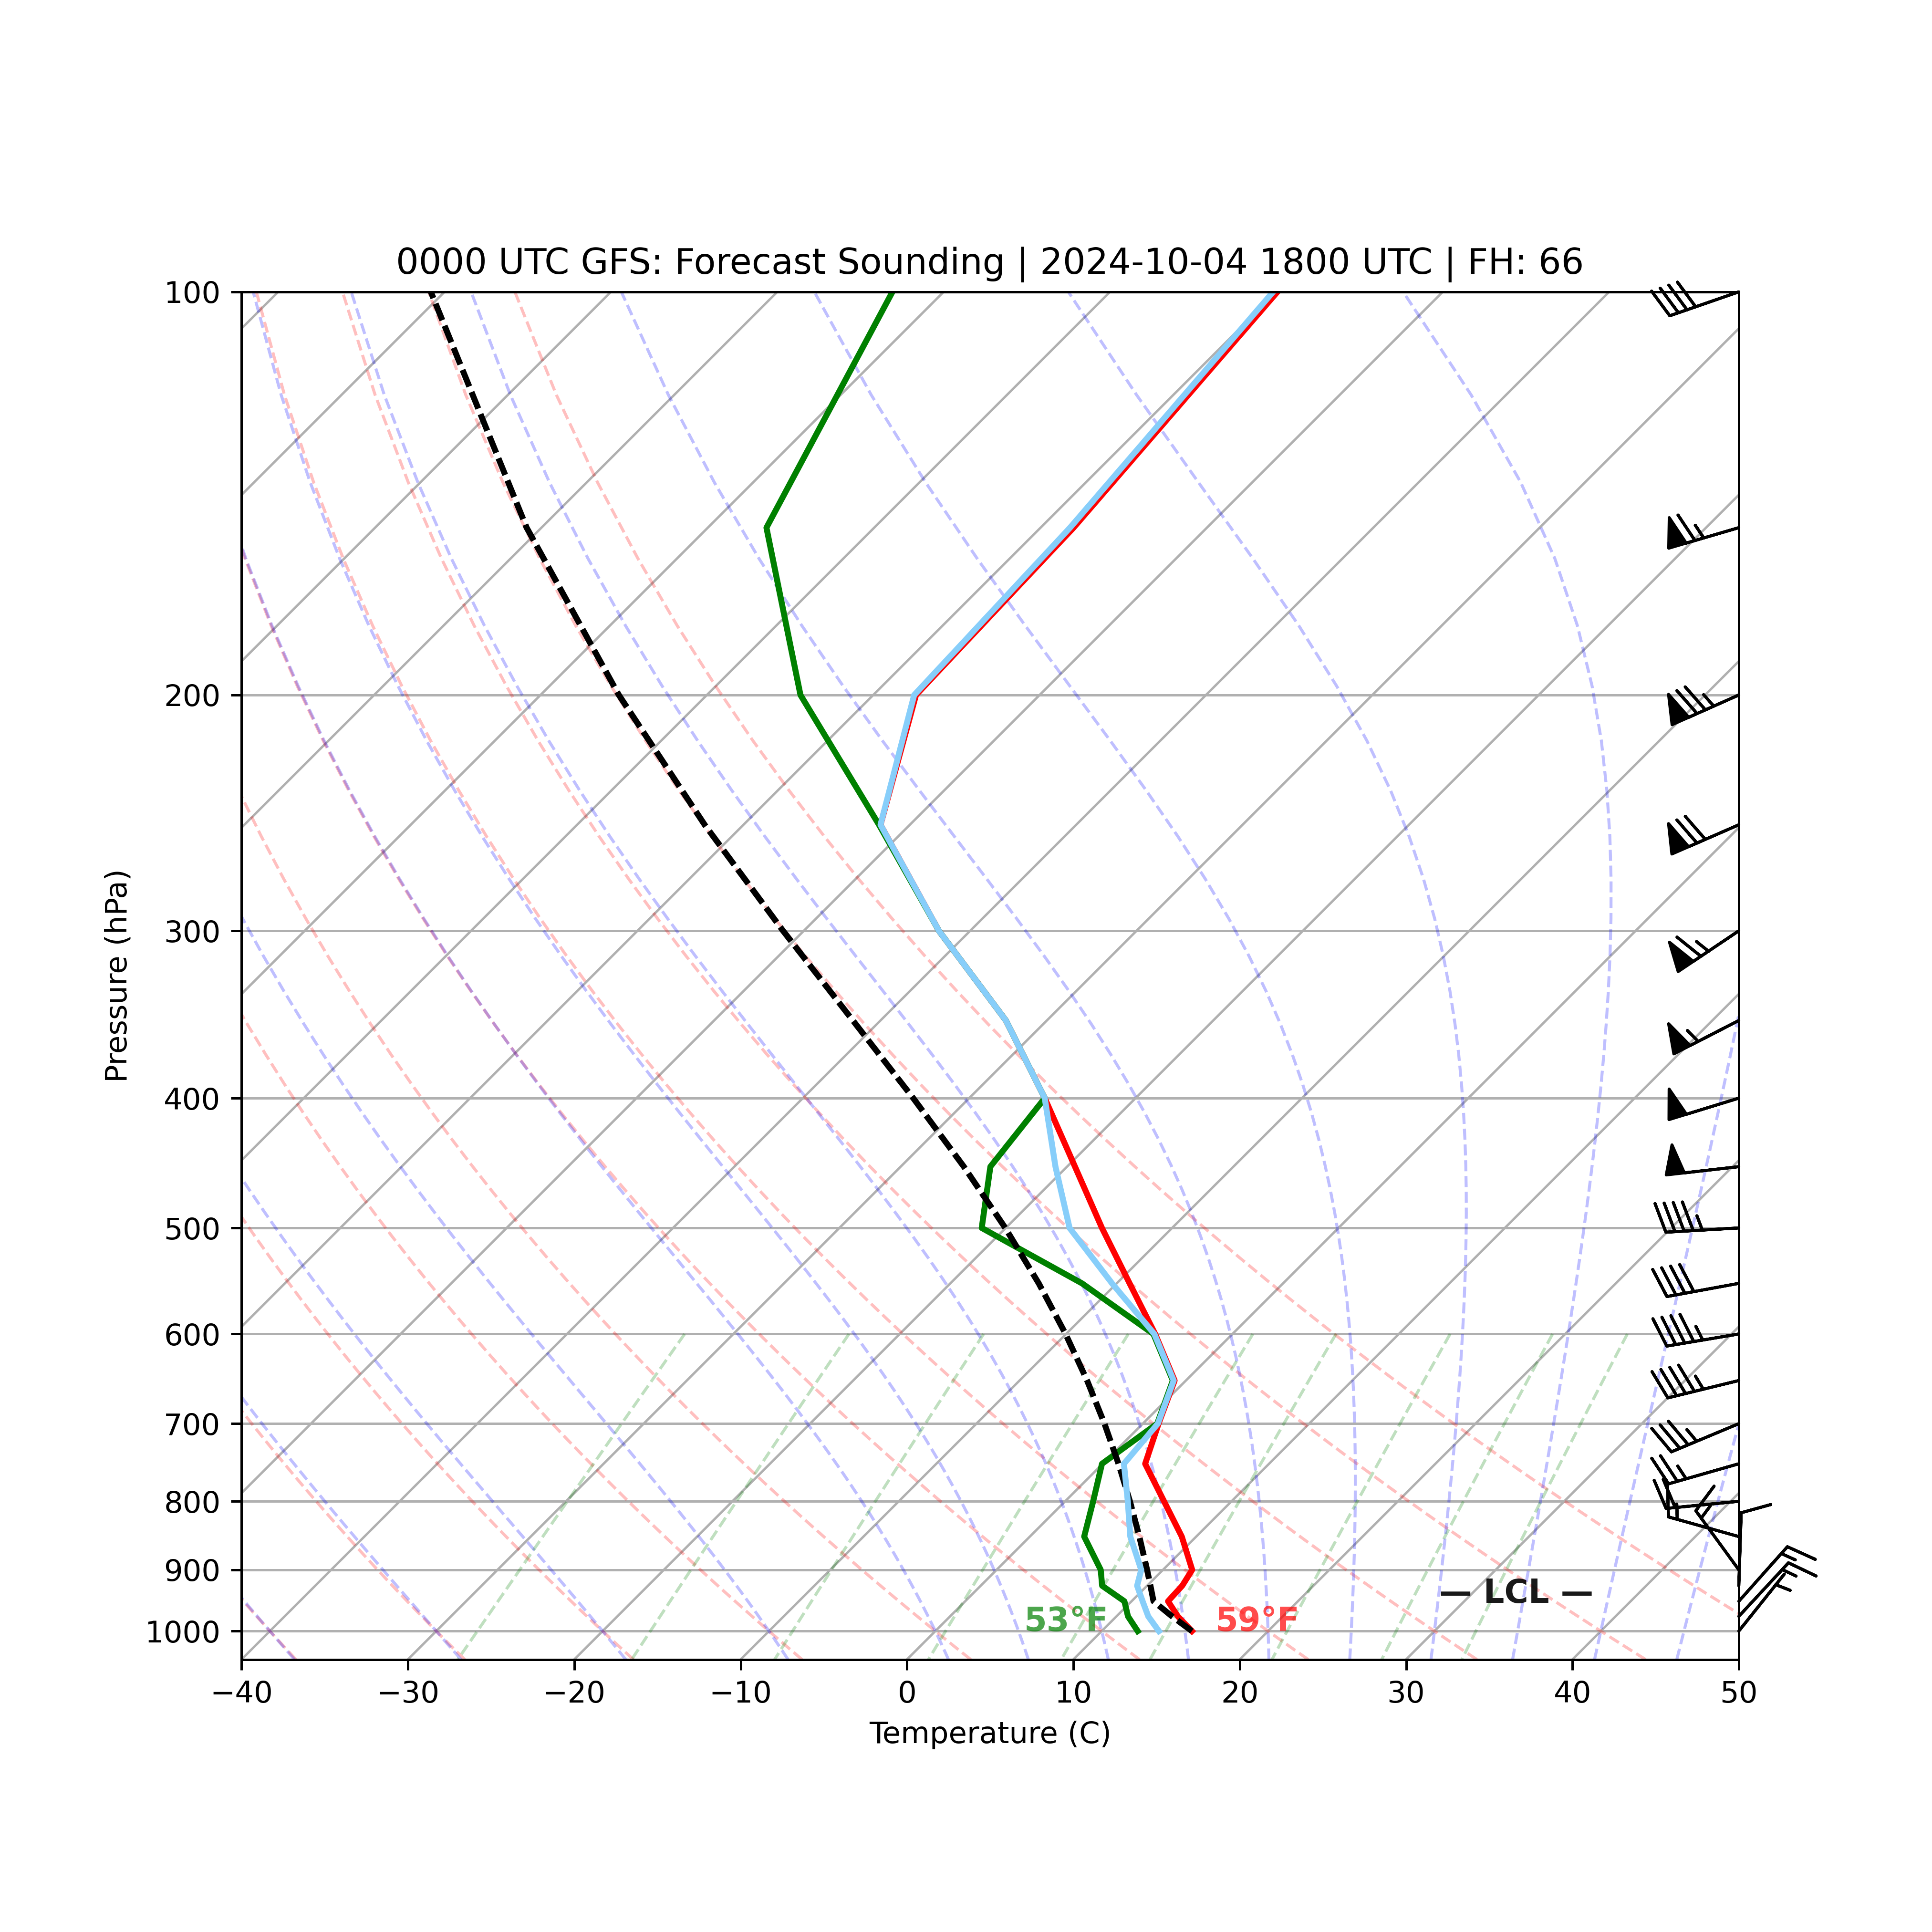 0000 UTC GFS: Forecast Sounding | 2024-10-04 1800 UTC | FH: 66
100
200
300
400
500
600
700
800
900
1000
Pressure (hPa)
53°F
59°F
— LCL —
−40 −30 −20 −10 0 10 20 30 40 50
Temperature (C)